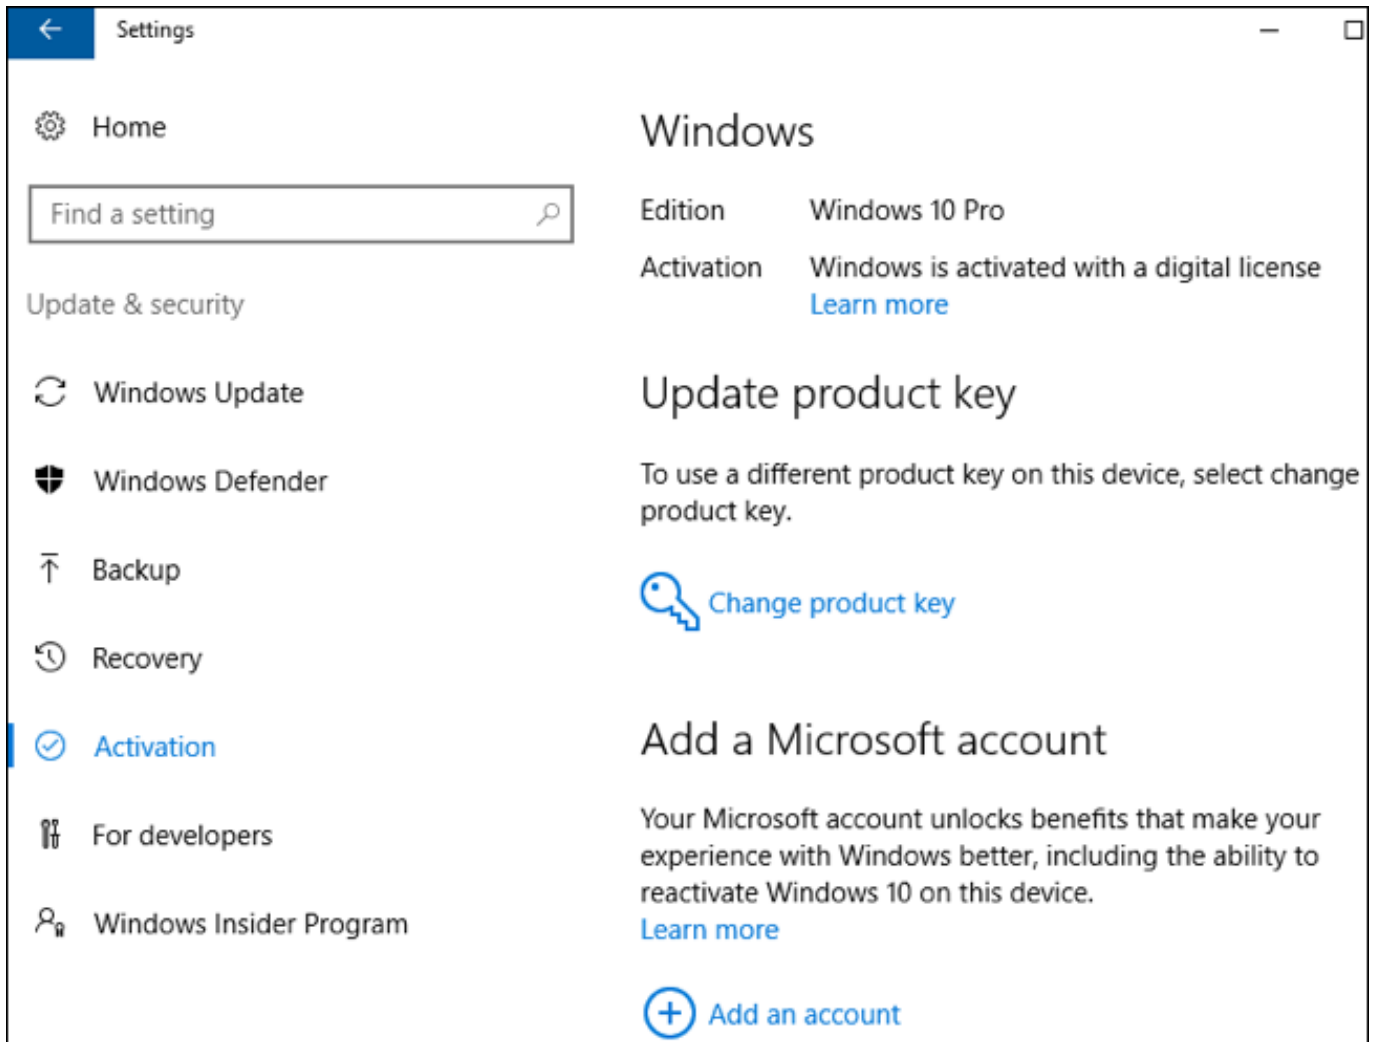 Settings
Home
Find a setting
Update & security
Windows Update
Windows Defender
Backup
Recovery
Activation
For developers
Windows Insider Program
Windows
Edition Windows 10 Pro
Activation Windows is activated with a digital license
Learn more
Update product key
To use a different product key on this device, select change
product key.
Change product key
Add a Microsoft account
Your Microsoft account unlocks benefits that make your
experience with Windows better, including the ability to
reactivate Windows 10 on this device.
Learn more
Add an account